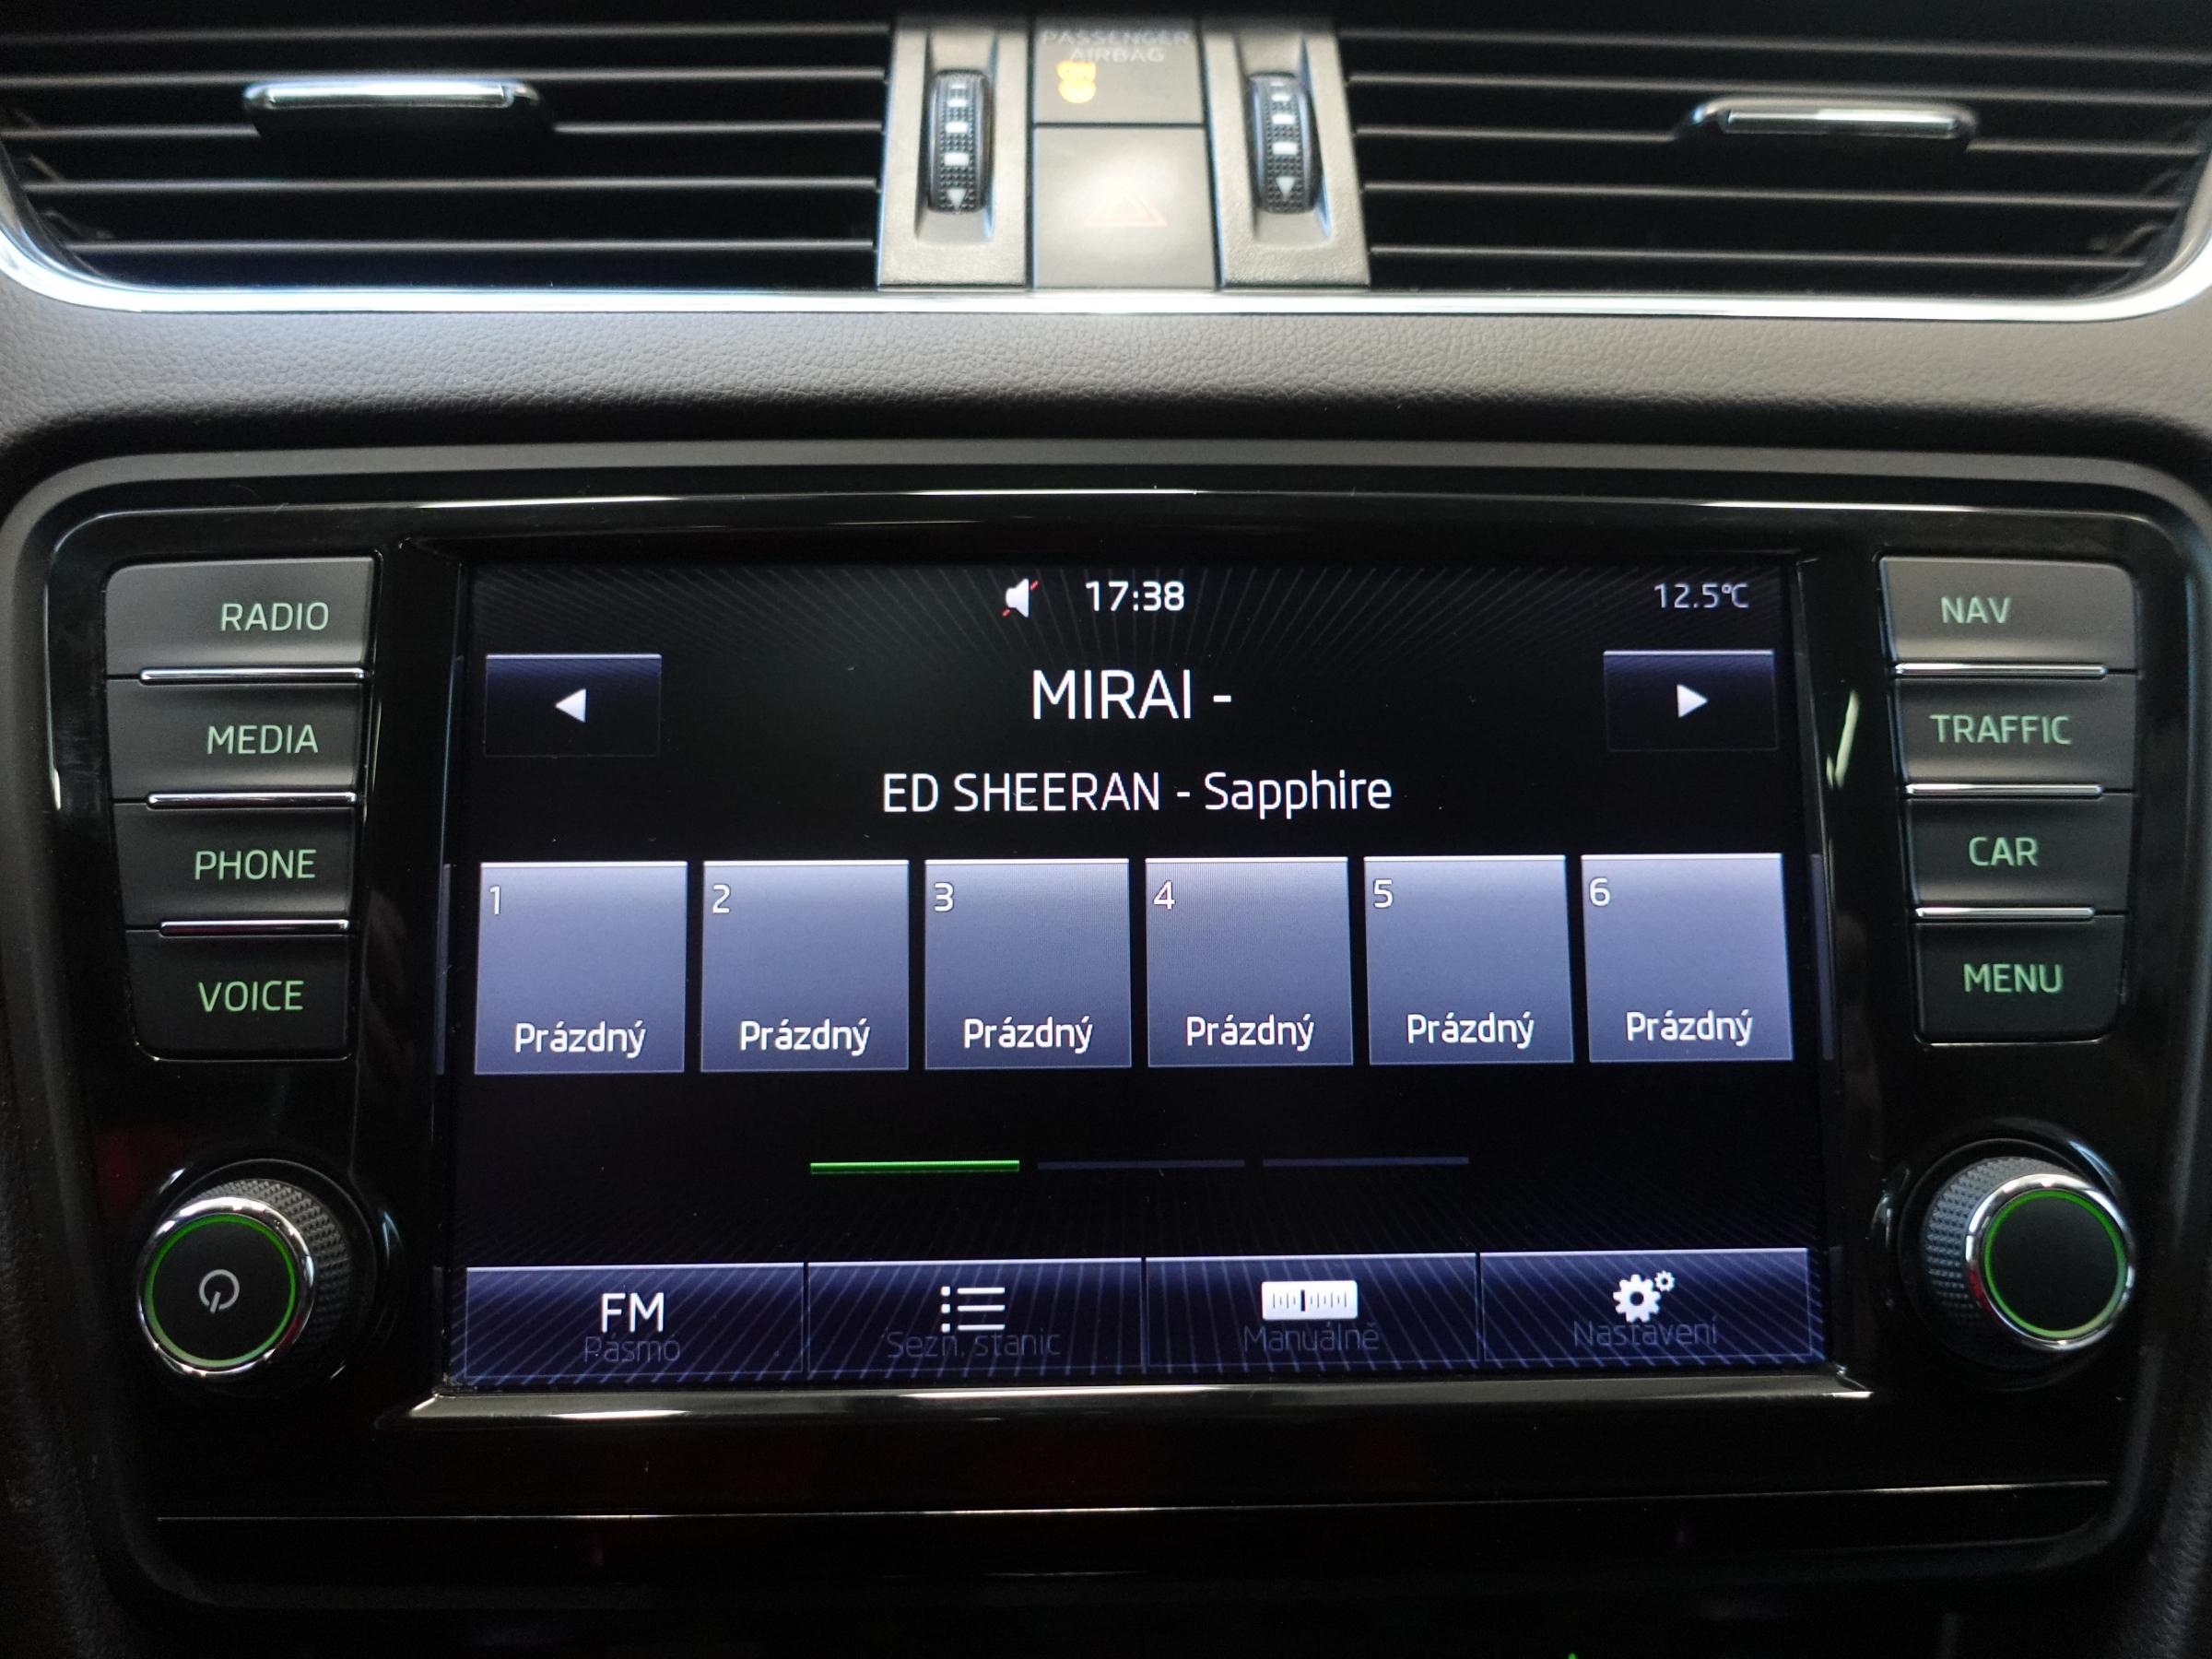 PASSENGER
AIRBAG
17:38
12.5°C
RADIO
NAV
MIRAI -
MEDIA
TRAFFIC
ED SHEERAN - Sapphire
PHONE
CAR
1 2 3 4 5 6
VOICE
MENU
Prázdný Prázdný Prázdný Prázdný Prázdný Prázdný
FM
Pásmo Sezn. stanic Manuálně Nastavení